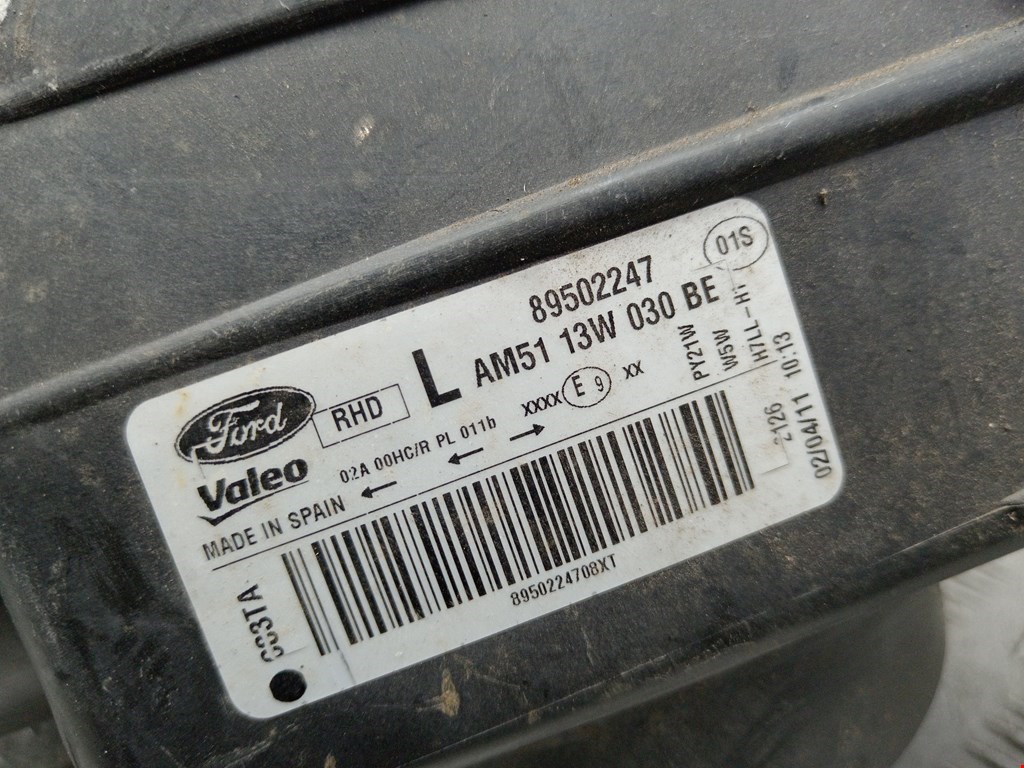 01S
89502247
Ford
RHD
L
AM51 13W 030 BE
Valeo
02A 00HC/R PL 011b
XXXX E 9 XX
PY21W
W5W
H7LL-H1
MADE IN SPAIN
2126
02/04/11 10:13
8950224708XT